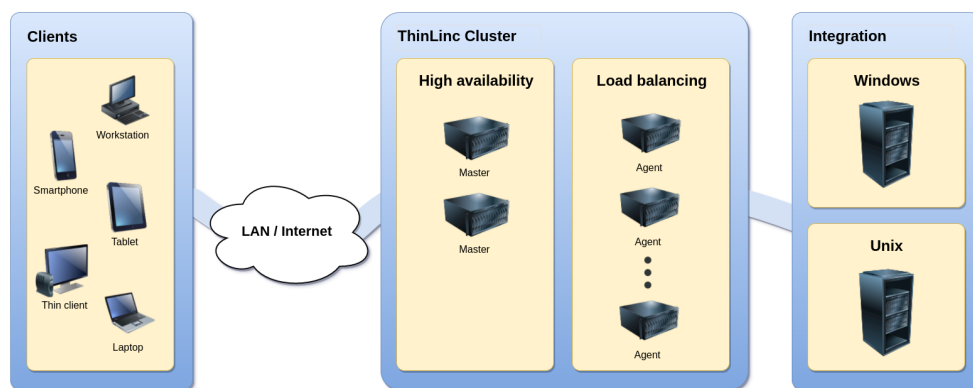 Clients
Workstation
Smartphone
Tablet
Thin client
Laptop
LAN / Internet
ThinLinc Cluster
High availability
Master
Master
Load balancing
Agent
Agent
Agent
Integration
Windows
Unix